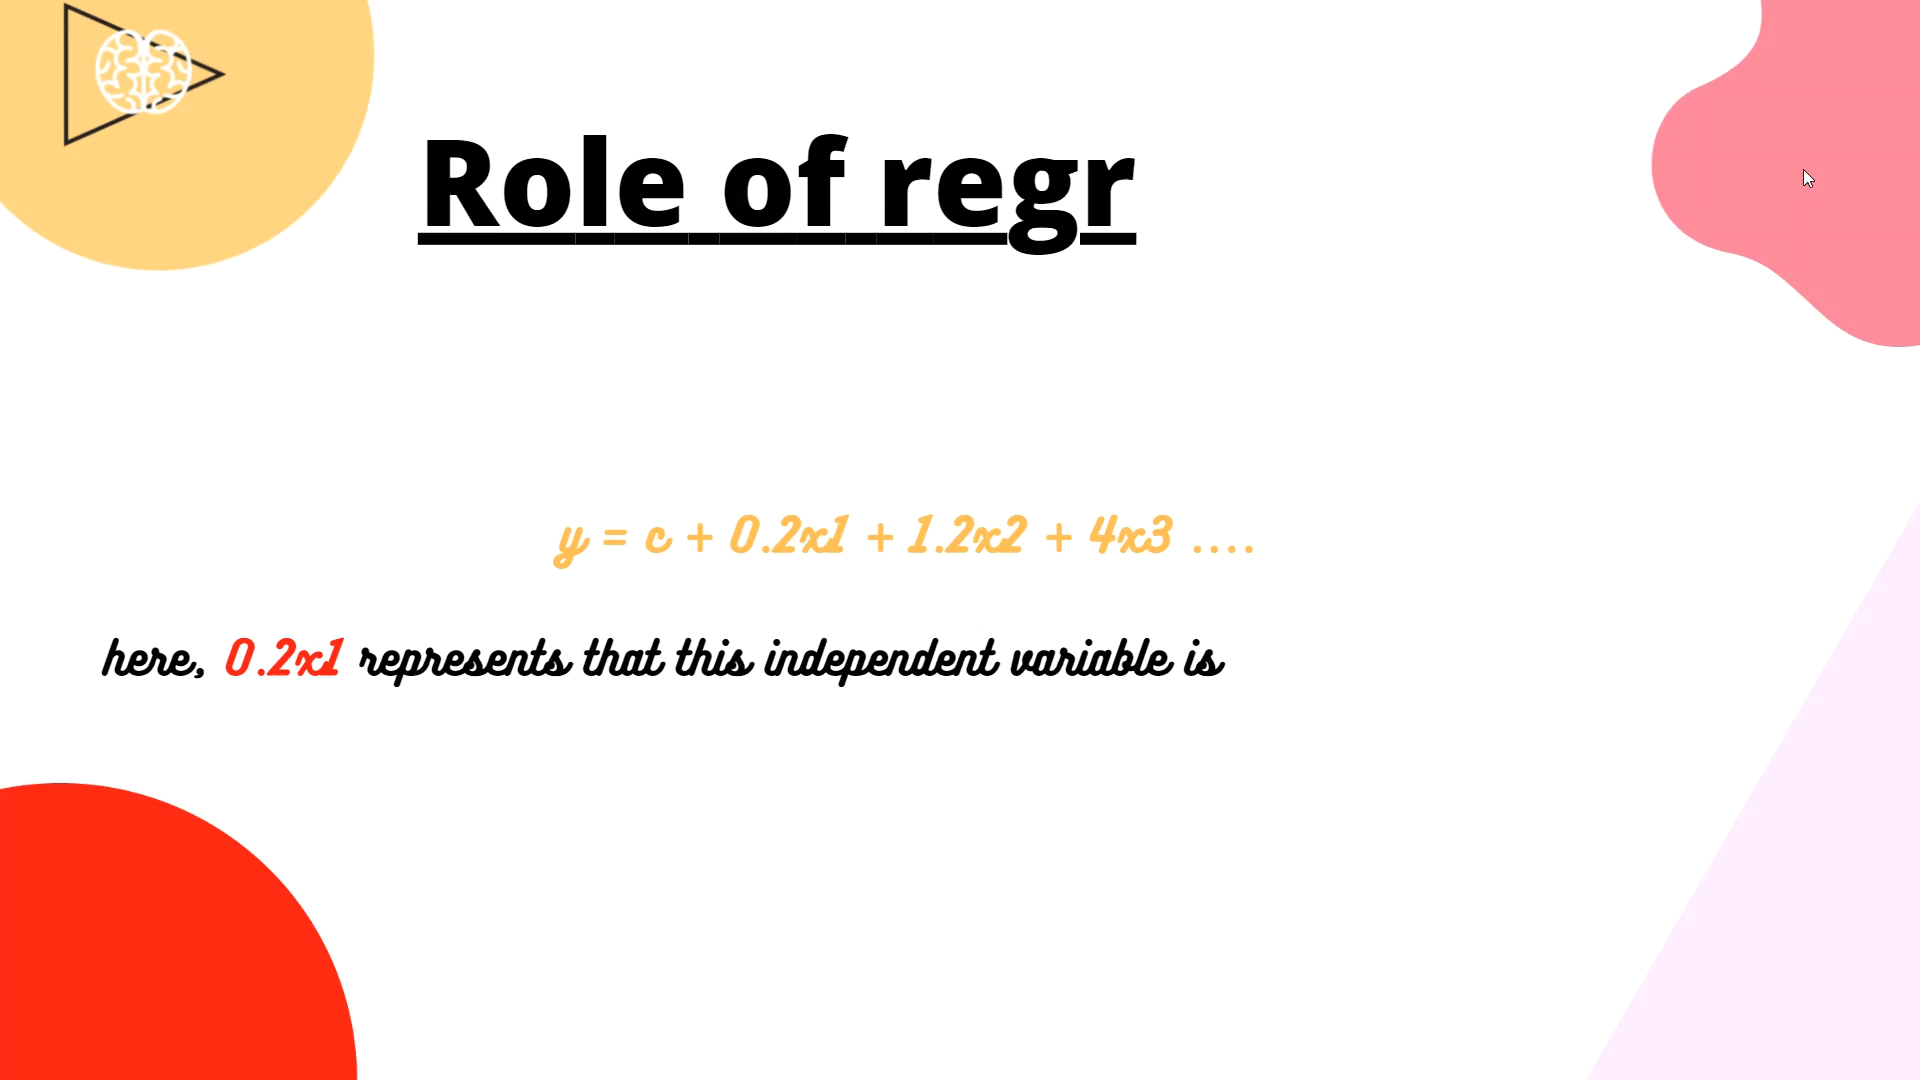 Role of regr
y = c + 0.2x1 + 1.2x2 + 4x3 ....
here, 0.2x1 represents that this independent variable is